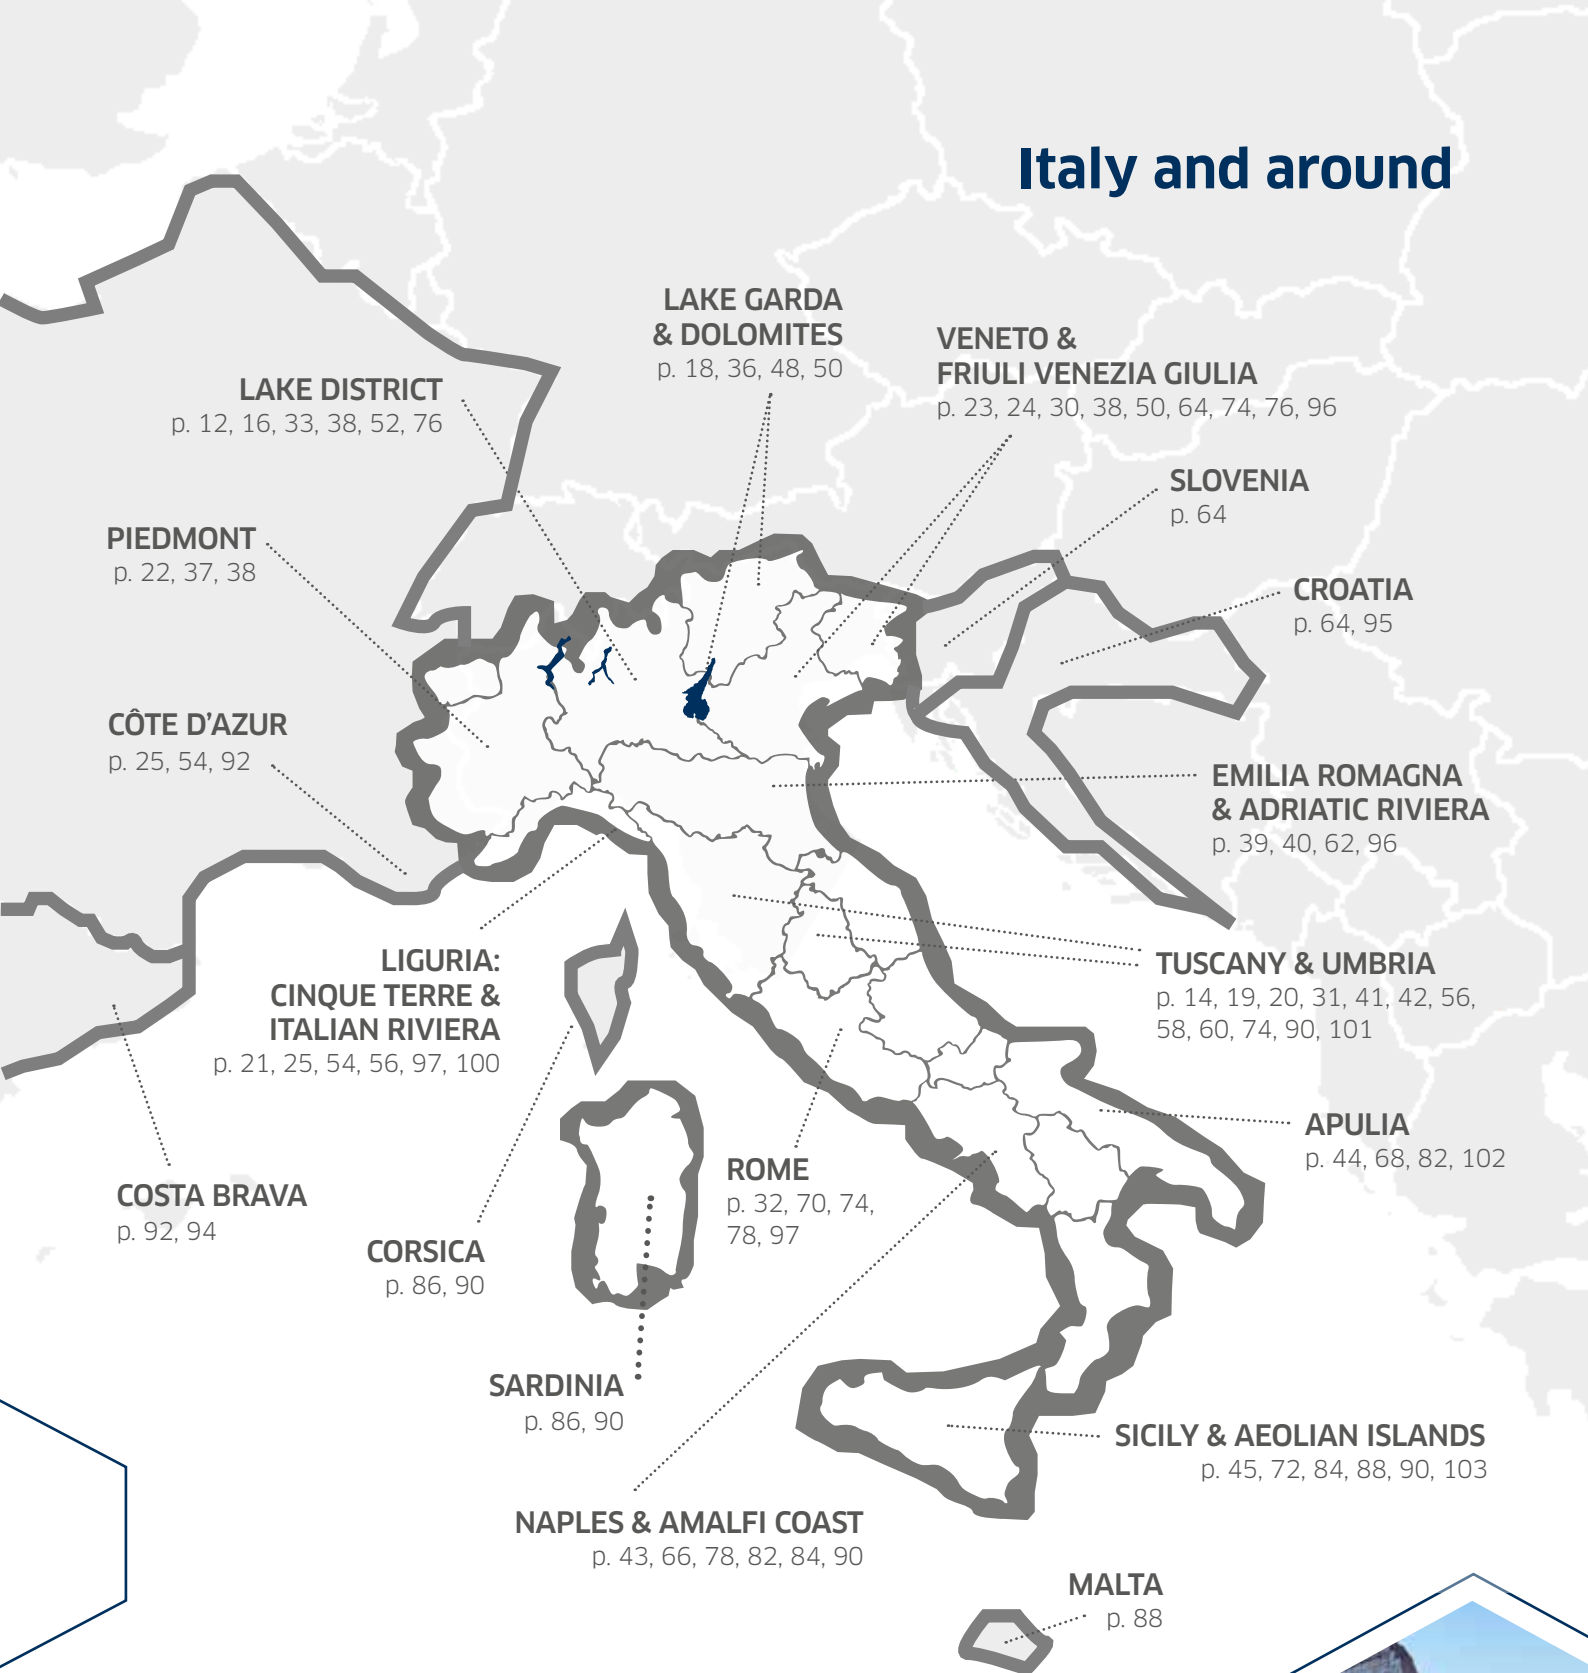 Italy and around
LAKE GARDA
& DOLOMITES
p. 18, 36, 48, 50
VENETO &
FRIULI VENEZIA GIULIA
p. 23, 24, 30, 38, 50, 64, 74, 76, 96
LAKE DISTRICT
p. 12, 16, 33, 38, 52, 76
SLOVENIA
p. 64
PIEDMONT
p. 22, 37, 38
CROATIA
p. 64, 95
CÔTE D'AZUR
p. 25, 54, 92
EMILIA ROMAGNA
& ADRIATIC RIVIERA
p. 39, 40, 62, 96
LIGURIA:
CINQUE TERRE &
ITALIAN RIVIERA
p. 21, 25, 54, 56, 97, 100
TUSCANY & UMBRIA
p. 14, 19, 20, 31, 41, 42, 56,
58, 60, 74, 90, 101
APULIA
p. 44, 68, 82, 102
COSTA BRAVA
p. 92, 94
ROME
p. 32, 70, 74,
78, 97
CORSICA
p. 86, 90
SARDINIA
p. 86, 90
SICILY & AEOLIAN ISLANDS
p. 45, 72, 84, 88, 90, 103
NAPLES & AMALFI COAST
p. 43, 66, 78, 82, 84, 90
MALTA
p. 88